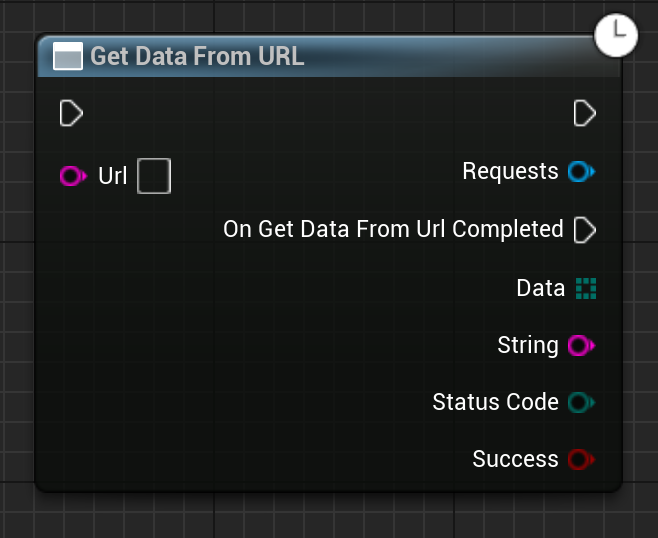 Get Data From URL
Url
Requests
On Get Data From Url Completed
Data
String
Status Code
Success